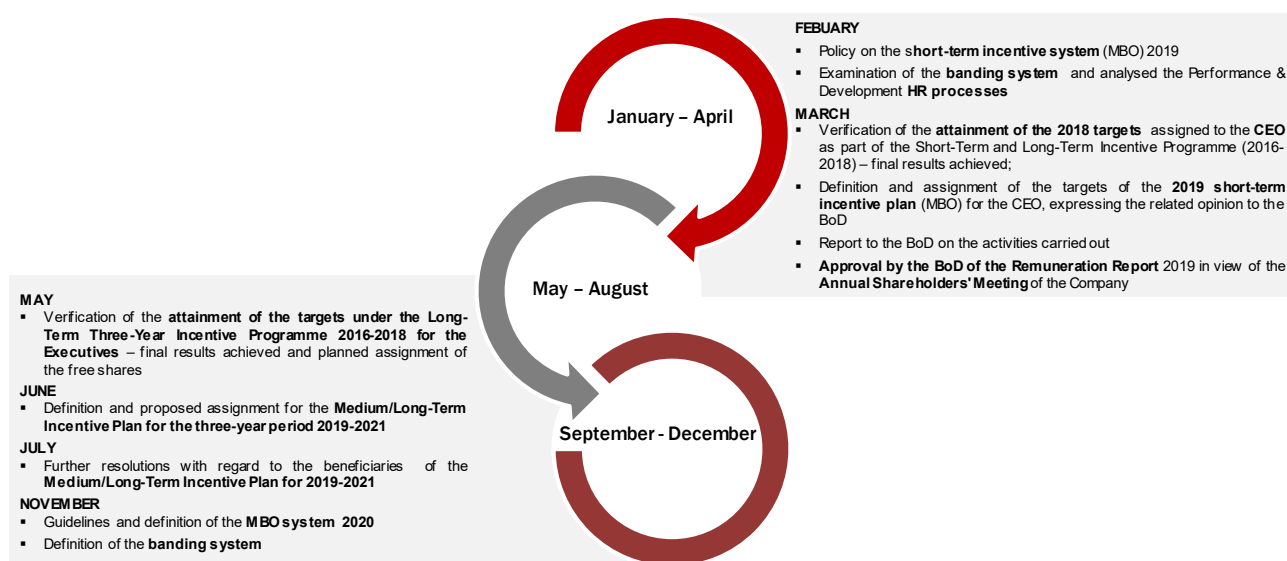 January – April
FEBUARY
▪ Policy on the short-term incentive system (MBO) 2019
▪ Examination of the banding system and analysed the Performance &
Development HR processes
MARCH
▪ Verification of the attainment of the 2018 targets assigned to the CEO
as part of the Short-Term and Long-Term Incentive Programme (2016-
2018) – final results achieved;
▪ Definition and assignment of the targets of the 2019 short-term
incentive plan (MBO) for the CEO, expressing the related opinion to the
BoD
▪ Report to the BoD on the activities carried out
▪ Approval by the BoD of the Remuneration Report 2019 in view of the
Annual Shareholders' Meeting of the Company
May – August
MAY
▪ Verification of the attainment of the targets under the Long-
Term Three-Year Incentive Programme 2016-2018 for the
Executives – final results achieved and planned assignment of
the free shares
JUNE
▪ Definition and proposed assignment for the Medium/Long-Term
Incentive Plan for the three-year period 2019-2021
JULY
▪ Further resolutions with regard to the beneficiaries of the
Medium/Long-Term Incentive Plan for 2019-2021
NOVEMBER
▪ Guidelines and definition of the MBO system 2020
▪ Definition of the banding system
September - December